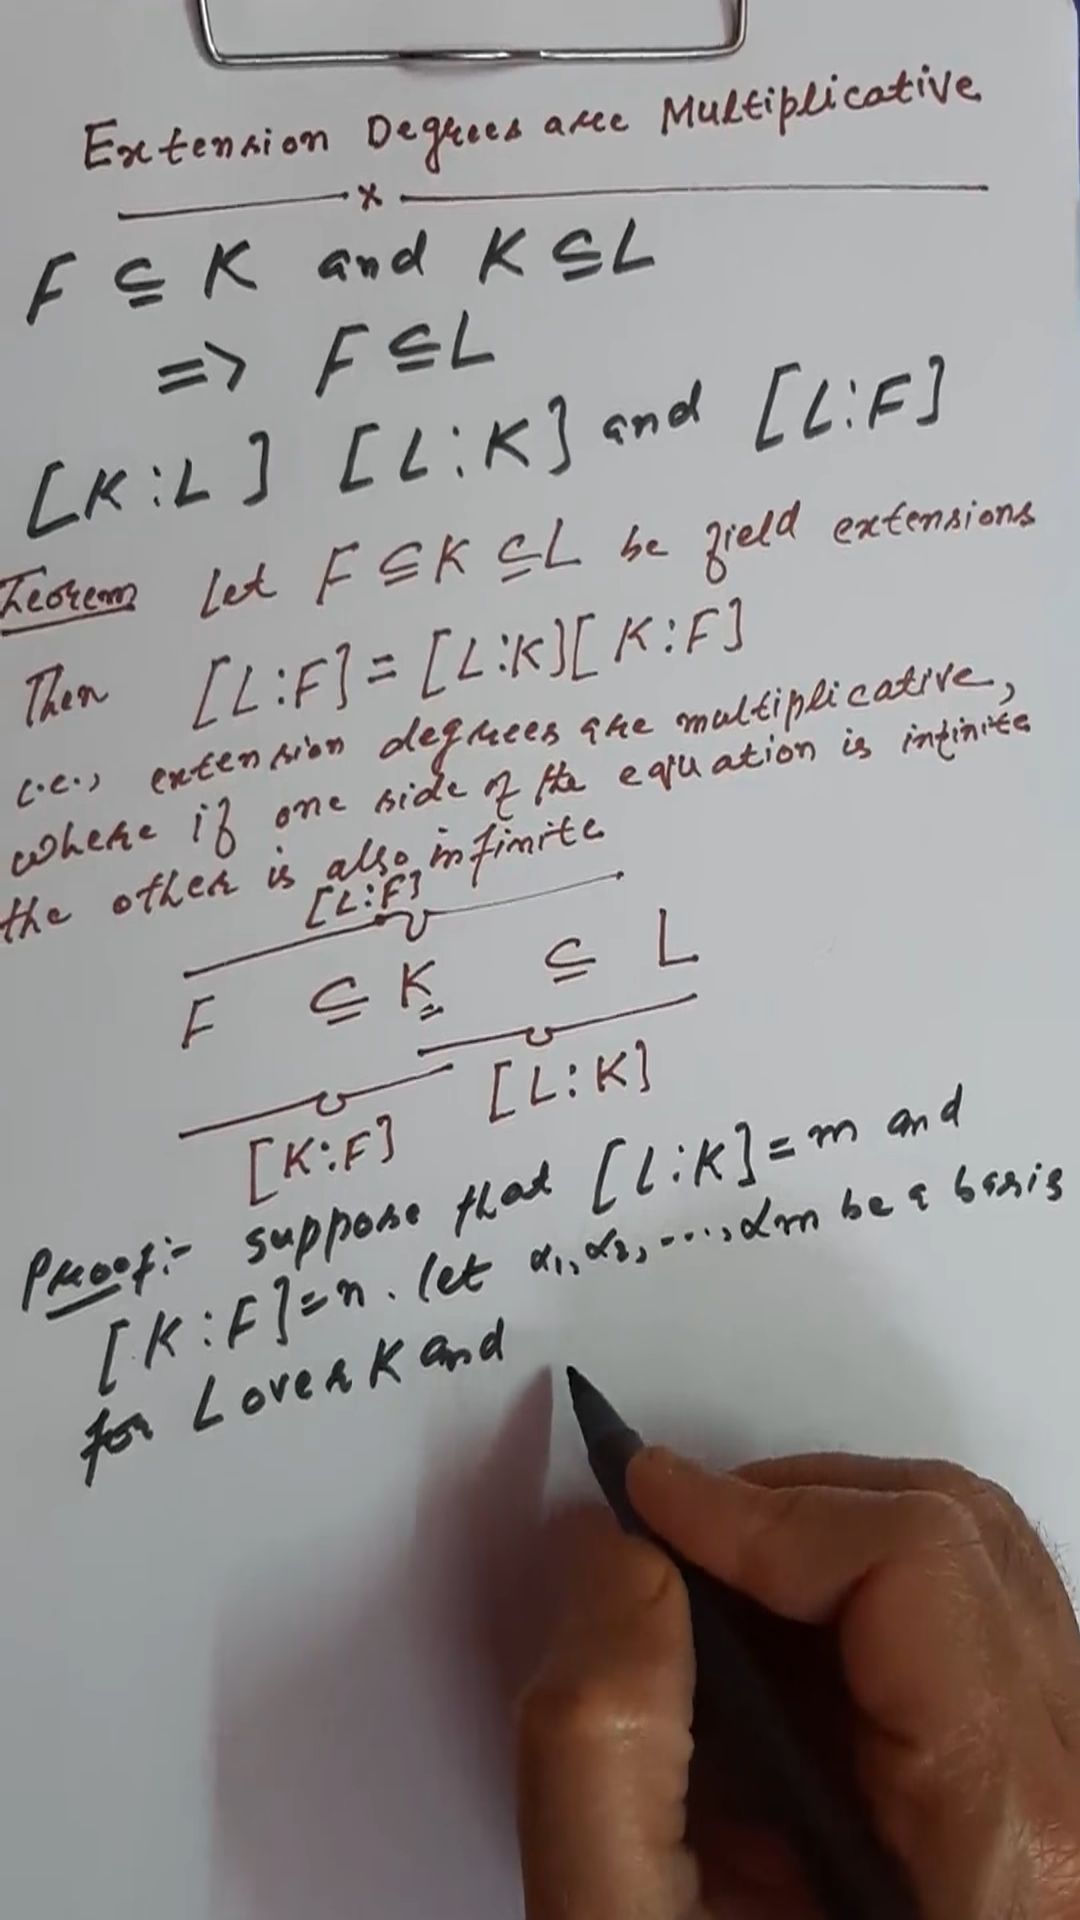 Extension Degrees are Multiplicative
x
F ⊆ K and K ⊆ L
=> F ⊆ L
[K:L] [L:K] and [L:F]
Theorem Let F ⊆ K ⊆ L be field extensions
Then [L:F] = [L:K][K:F]
i.e., extension degrees are multiplicative,
where if one side of the equation is infinite
the other is also infinite
[L:F]
F ⊆ K ⊆ L
[K:F] [L:K]
Proof:- suppose that [L:K]=m and
[K:F]=n. let α1, α2, ...., αm be a basis
for L over K and